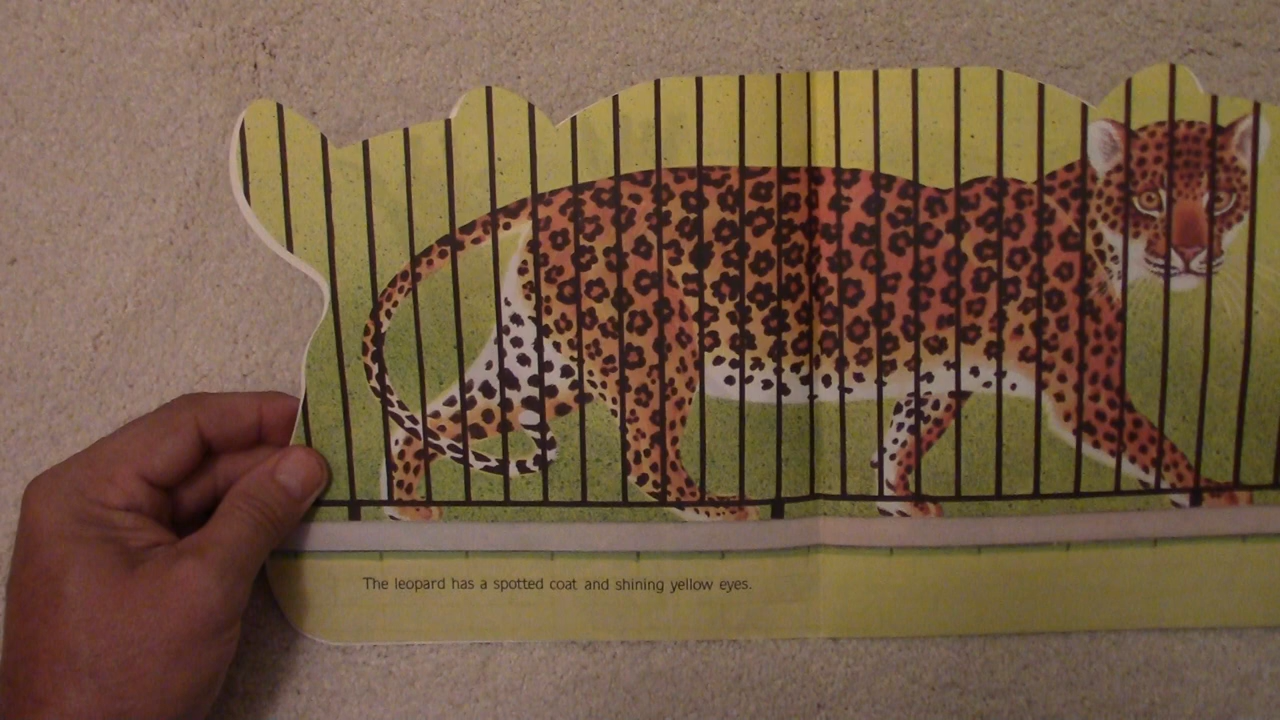 The leopard has a spotted coat and shining yellow eyes.